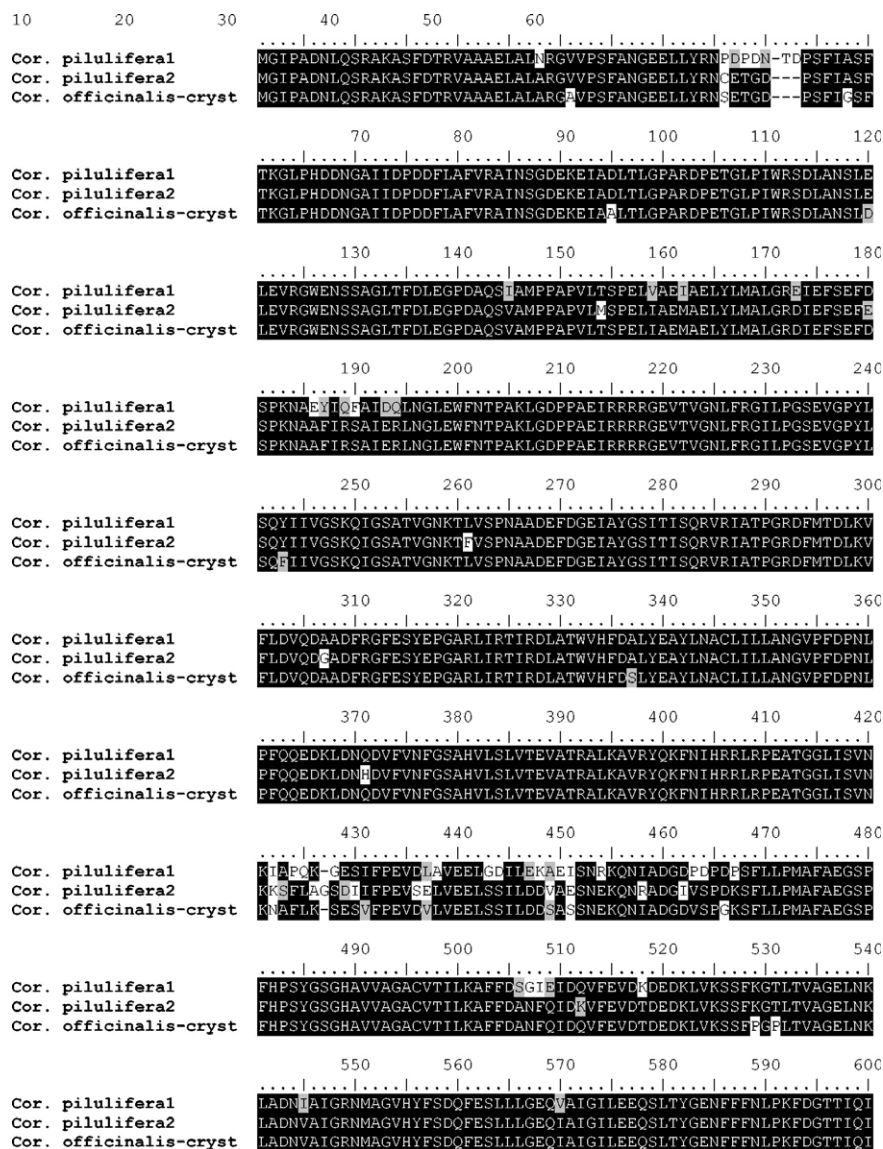 10 20 30 40 50 60
Cor. pilulifera1 MGIPADNLQSRAKASFDTRVAAAELALNRGVVPSFANGEELLYRNPDPDN-TDPSFIASF
Cor. pilulifera2 MGIPADNLQSRAKASFDTRVAAAELALARGVVPSFANGEELLYRNCETGD---PSFIASF
Cor. officinalis-cryst MGIPADNLQSRAKASFDTRVAAAELALARGAVPSFANGEELLYRNSETGD---PSFIGSF
70 80 90 100 110 120
Cor. pilulifera1 TKGLPHDDNGAIIDPDDFLAFVRAINSGDEKEIADLTLGPARDPETGLPIWRSDLANSLE
Cor. pilulifera2 TKGLPHDDNGAIIDPDDFLAFVRAINSGDEKEIADLTLGPARDPETGLPIWRSDLANSLE
Cor. officinalis-cryst TKGLPHDDNGAIIDPDDFLAFVRAINSGDEKEIAALTLGPARDPETGLPIWRSDLANSLD
130 140 150 160 170 180
Cor. pilulifera1 LEVRGWENSSAGLTFDLEGPDAQSIAMPPAPVLTSPELVAEIAELYLMALGREIEFSEFD
Cor. pilulifera2 LEVRGWENSSAGLTFDLEGPDAQSVAMPPAPVLMSPELIAEMAELYLMALGRDIEFSEFE
Cor. officinalis-cryst LEVRGWENSSAGLTFDLEGPDAQSVAMPPAPVLTSPELIAEMAELYLMALGRDIEFSEFD
190 200 210 220 230 240
Cor. pilulifera1 SPKNAEYIQFAIDQLNGLEWFNTPAKLGDPPAEIRRRRGEVTVGNLFRGILPGSEVGPYL
Cor. pilulifera2 SPKNAAFIRSAIERLNGLEWFNTPAKLGDPPAEIRRRRGEVTVGNLFRGILPGSEVGPYL
Cor. officinalis-cryst SPKNAAFIRSAIERLNGLEWFNTPAKLGDPPAEIRRRRGEVTVGNLFRGILPGSEVGPYL
250 260 270 280 290 300
Cor. pilulifera1 SQYIIVGSKQIGSATVGNKTLVSPNAADEFDGEIAYGSITISQRVRIATPGRDFMTDLKV
Cor. pilulifera2 SQYIIVGSKQIGSATVGNKTFVSPNAADEFDGEIAYGSITISQRVRIATPGRDFMTDLKV
Cor. officinalis-cryst SQFIIVGSKQIGSATVGNKTLVSPNAADEFDGEIAYGSITISQRVRIATPGRDFMTDLKV
310 320 330 340 350 360
Cor. pilulifera1 FLDVQDAADFRGFESYEPGARLIRTIRDLATWVHFDALYEAYLNACLILLANGVPFDPNL
Cor. pilulifera2 FLDVQDGADFRGFESYEPGARLIRTIRDLATWVHFDALYEAYLNACLILLANGVPFDPNL
Cor. officinalis-cryst FLDVQDAADFRGFESYEPGARLIRTIRDLATWVHFDSLYEAYLNACLILLANGVPFDPNL
370 380 390 400 410 420
Cor. pilulifera1 PFQQEDKLDNQDVFVNFGSAHVLSLVTEVATRALKAVRYQKFNIHRRLRPEATGGLISVN
Cor. pilulifera2 PFQQEDKLDNHDVFVNFGSAHVLSLVTEVATRALKAVRYQKFNIHRRLRPEATGGLISVN
Cor. officinalis-cryst PFQQEDKLDNQDVFVNFGSAHVLSLVTEVATRALKAVRYQKFNIHRRLRPEATGGLISVN
430 440 450 460 470 480
Cor. pilulifera1 KIAPQK-GESIFPEVDLAVEELGDILEKAEISNRKQNIADGDPDPDPSFLLPMAFAEGSP
Cor. pilulifera2 KKSFLAGSDIIFPEVSELVEELSSILDDVAESNEKQNRADGIVSPDKSFLLPMAFAEGSP
Cor. officinalis-cryst KNAFLK-SESVFPEVDVLVEELSSILDDSASSNEKQNIADGDVSPGKSFLLPMAFAEGSP
490 500 510 520 530 540
Cor. pilulifera1 FHPSYGSGHAVVAGACVTILKAFFDSGIEIDQVFEVDKDEDKLVKSSFKGTLTVAGELNK
Cor. pilulifera2 FHPSYGSGHAVVAGACVTILKAFFDANFQIDKVFEVDTDEDKLVKSSFKGTLTVAGELNK
Cor. officinalis-cryst FHPSYGSGHAVVAGACVTILKAFFDANFQIDQVFEVDTDEDKLVKSSFPGPLTVAGELNK
550 560 570 580 590 600
Cor. pilulifera1 LADNIAIGRNMAGVHYFSDQFESLLLGEQVAIGILEEQSLTYGENFFFNLPKFDGTTIQI
Cor. pilulifera2 LADNVAIGRNMAGVHYFSDQFESLLLGEQIAIGILEEQSLTYGENFFFNLPKFDGTTIQI
Cor. officinalis-cryst LADNVAIGRNMAGVHYFSDQFESLLLGEQIAIGILEEQSLTYGENFFFNLPKFDGTTIQI